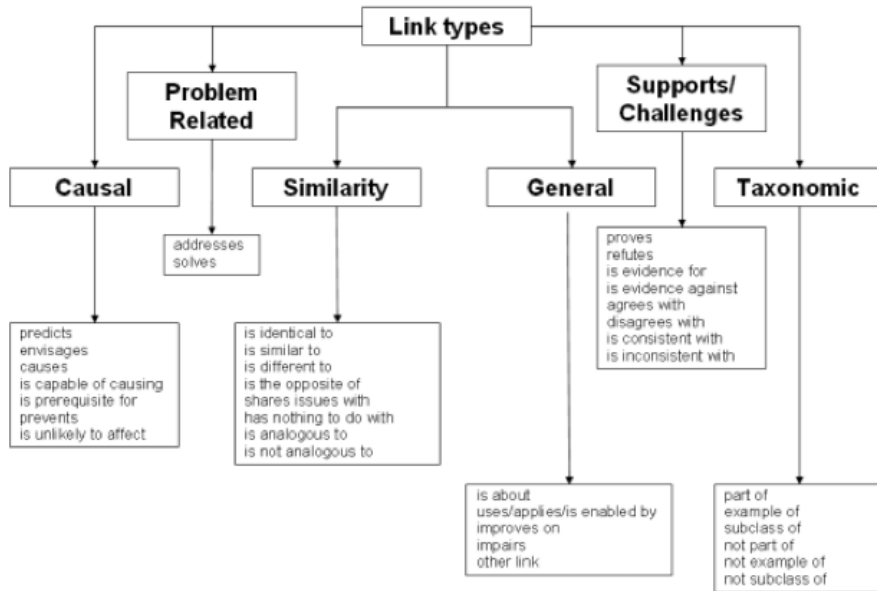 Link types
Problem
Related
Supports/
Challenges
Causal
Similarity
General
Taxonomic
addresses
solves
proves
refutes
is evidence for
is evidence against
agrees with
disagrees with
is consistent with
is inconsistent with
predicts
envisages
causes
is capable of causing
is prerequisite for
prevents
is unlikely to affect
is identical to
is similar to
is different to
is the opposite of
shares issues with
has nothing to do with
is analogous to
is not analogous to
is about
uses/applies/is enabled by
improves on
impairs
other link
part of
example of
subclass of
not part of
not example of
not subclass of